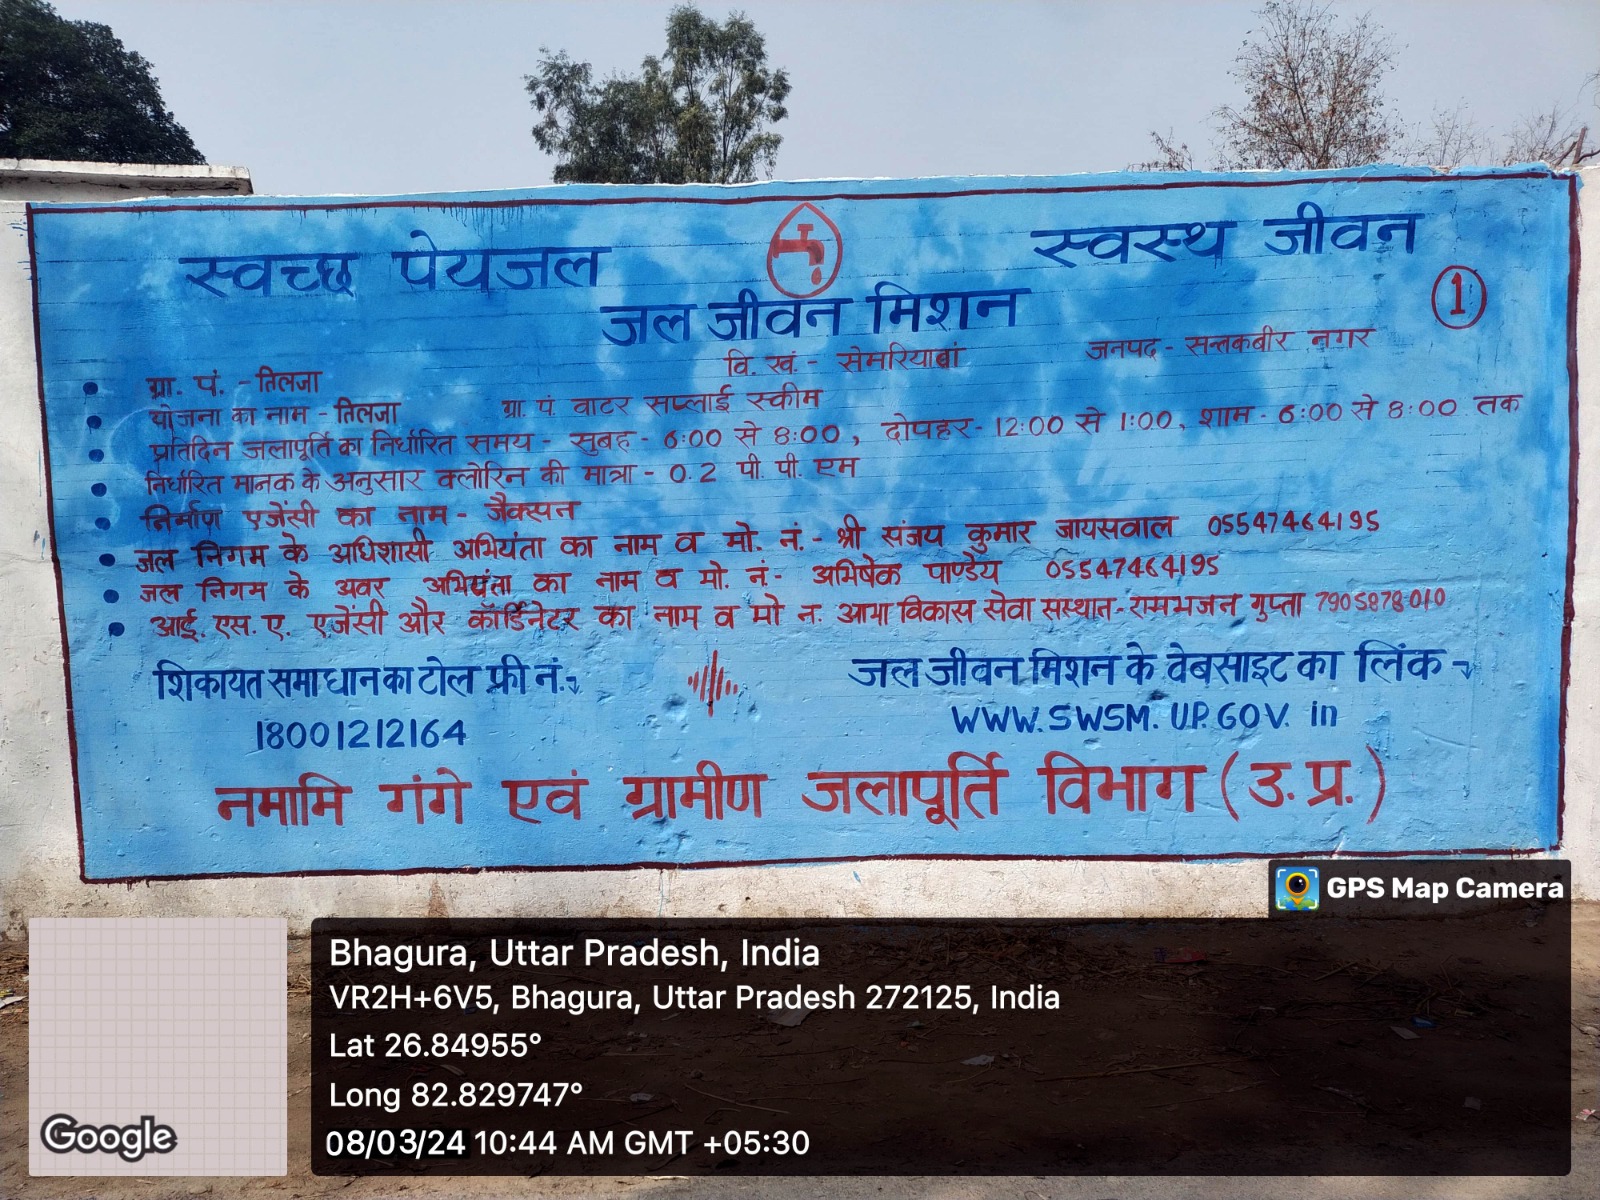 स्वच्छ पेयजल
स्वस्थ जीवन
जल जीवन मिशन
1
ग्रा. पं. - तिलजा वि. खं. - सेमरियावां जनपद - सन्तकबीर नगर
योजना का नाम - तिलजा ग्रा. पं. वाटर सप्लाई स्कीम
प्रतिदिन जलापूर्ति का निर्धारित समय - सुबह - 6:00 से 8:00, दोपहर - 12:00 से 1:00, शाम - 6:00 से 8:00 तक
निर्धारित मानक के अनुसार क्लोरिन की मात्रा - 0.2 पी. पी. एम
निर्माण एजेंसी का नाम - जैक्सन
जल निगम के अधिशासी अभियंता का नाम व मो. नं. - श्री संजय कुमार जायसवाल 05547464195
जल निगम के अवर अभियंता का नाम व मो. नं. - अभिषेक पाण्डेय 05547464195
आई. एस. ए. एजेंसी और कॉर्डिनेटर का नाम व मो न. आभा विकास सेवा सस्थान - रामभजन गुप्ता 7905878010
शिकायत समाधान का टोल फ्री नं.
18001212164
जल जीवन मिशन के वेबसाइट का लिंक
WWW.SWSM.UP.GOV.in
नमामि गंगे एवं ग्रामीण जलापूर्ति विभाग (उ. प्र.)
GPS Map Camera
Bhagura, Uttar Pradesh, India
VR2H+6V5, Bhagura, Uttar Pradesh 272125, India
Lat 26.84955°
Long 82.829747°
08/03/24 10:44 AM GMT +05:30
Google